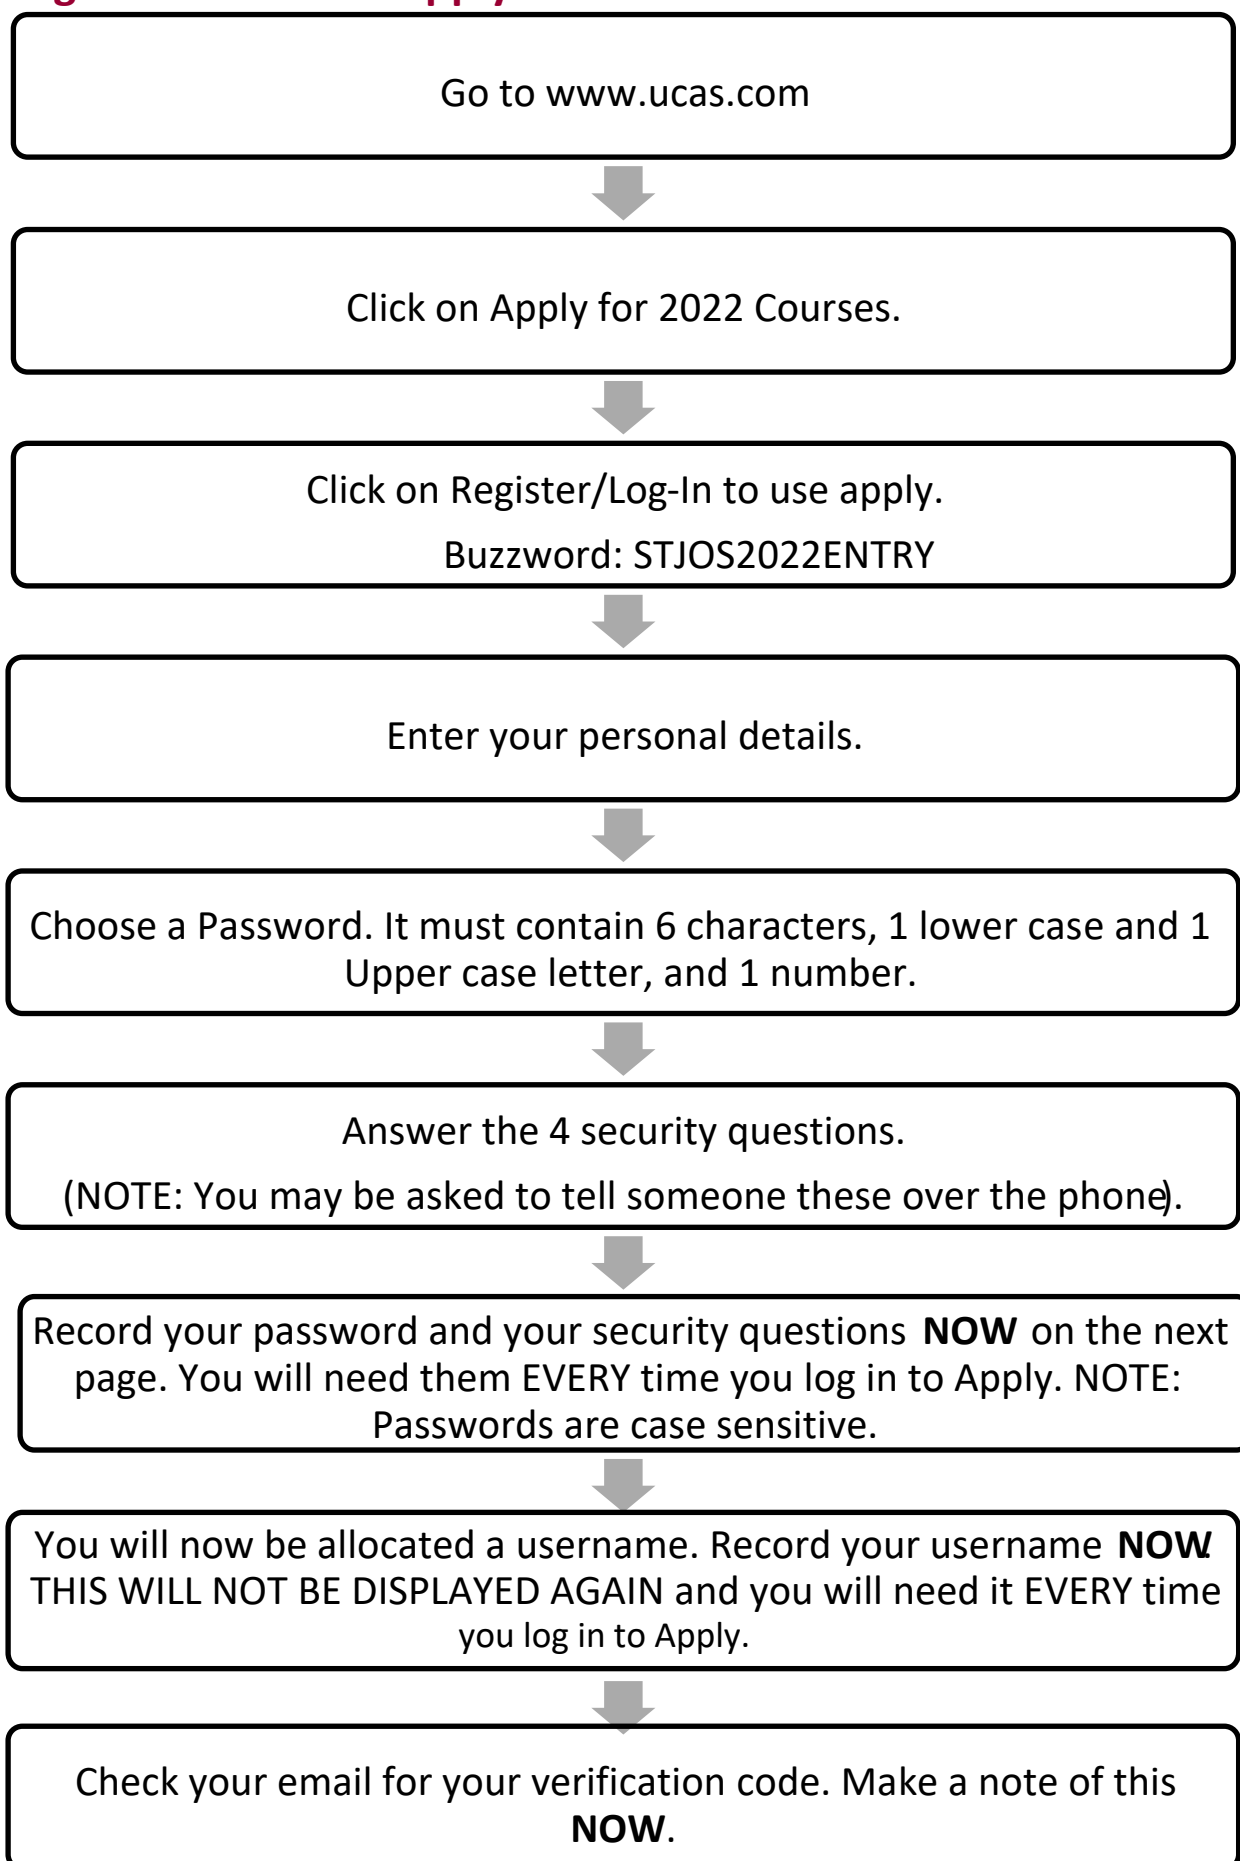 Go to www.ucas.com
Click on Apply for 2022 Courses.
Click on Register/Log-In to use apply.
Buzzword: STJOS2022ENTRY
Enter your personal details.
Choose a Password. It must contain 6 characters, 1 lower case and 1
Upper case letter, and 1 number.
Answer the 4 security questions.
(NOTE: You may be asked to tell someone these over the phone).
Record your password and your security questions NOW on the next
page. You will need them EVERY time you log in to Apply. NOTE:
Passwords are case sensitive.
You will now be allocated a username. Record your username NOW.
THIS WILL NOT BE DISPLAYED AGAIN and you will need it EVERY time
you log in to Apply.
Check your email for your verification code. Make a note of this
NOW.